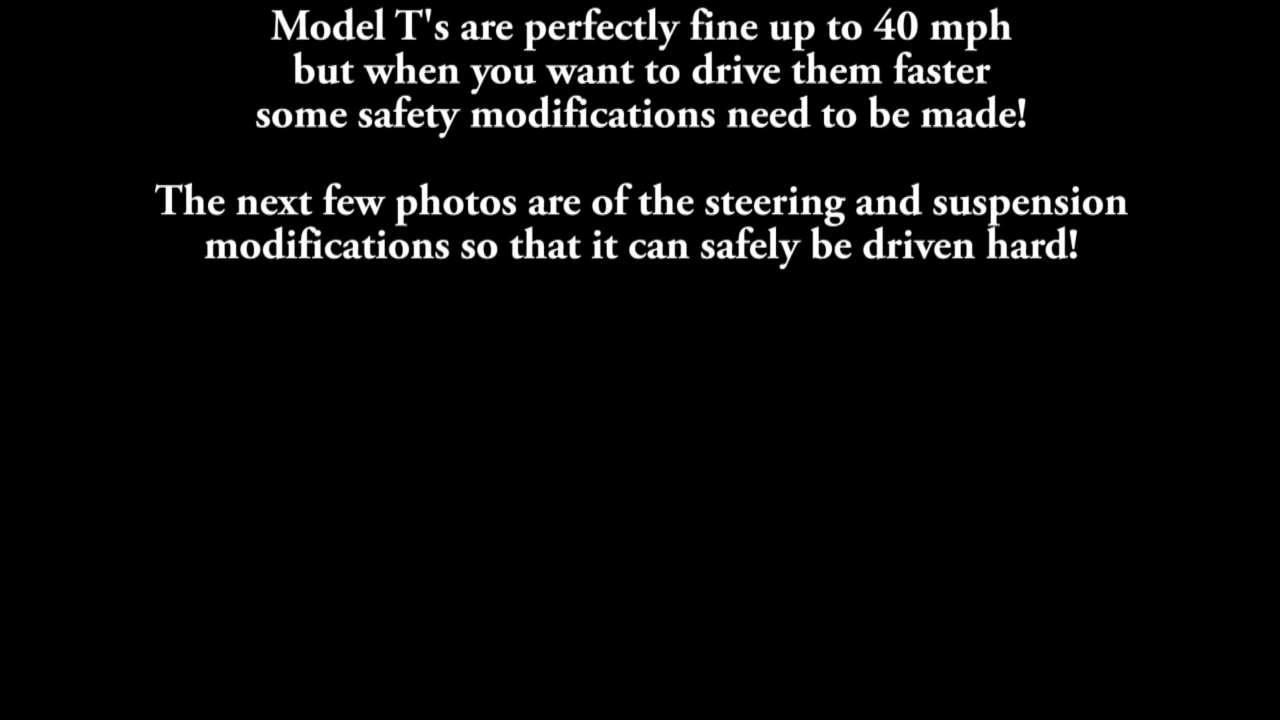 Model T's are perfectly fine up to 40 mph
but when you want to drive them faster
some safety modifications need to be made!
The next few photos are of the steering and suspension
modifications so that it can safely be driven hard!